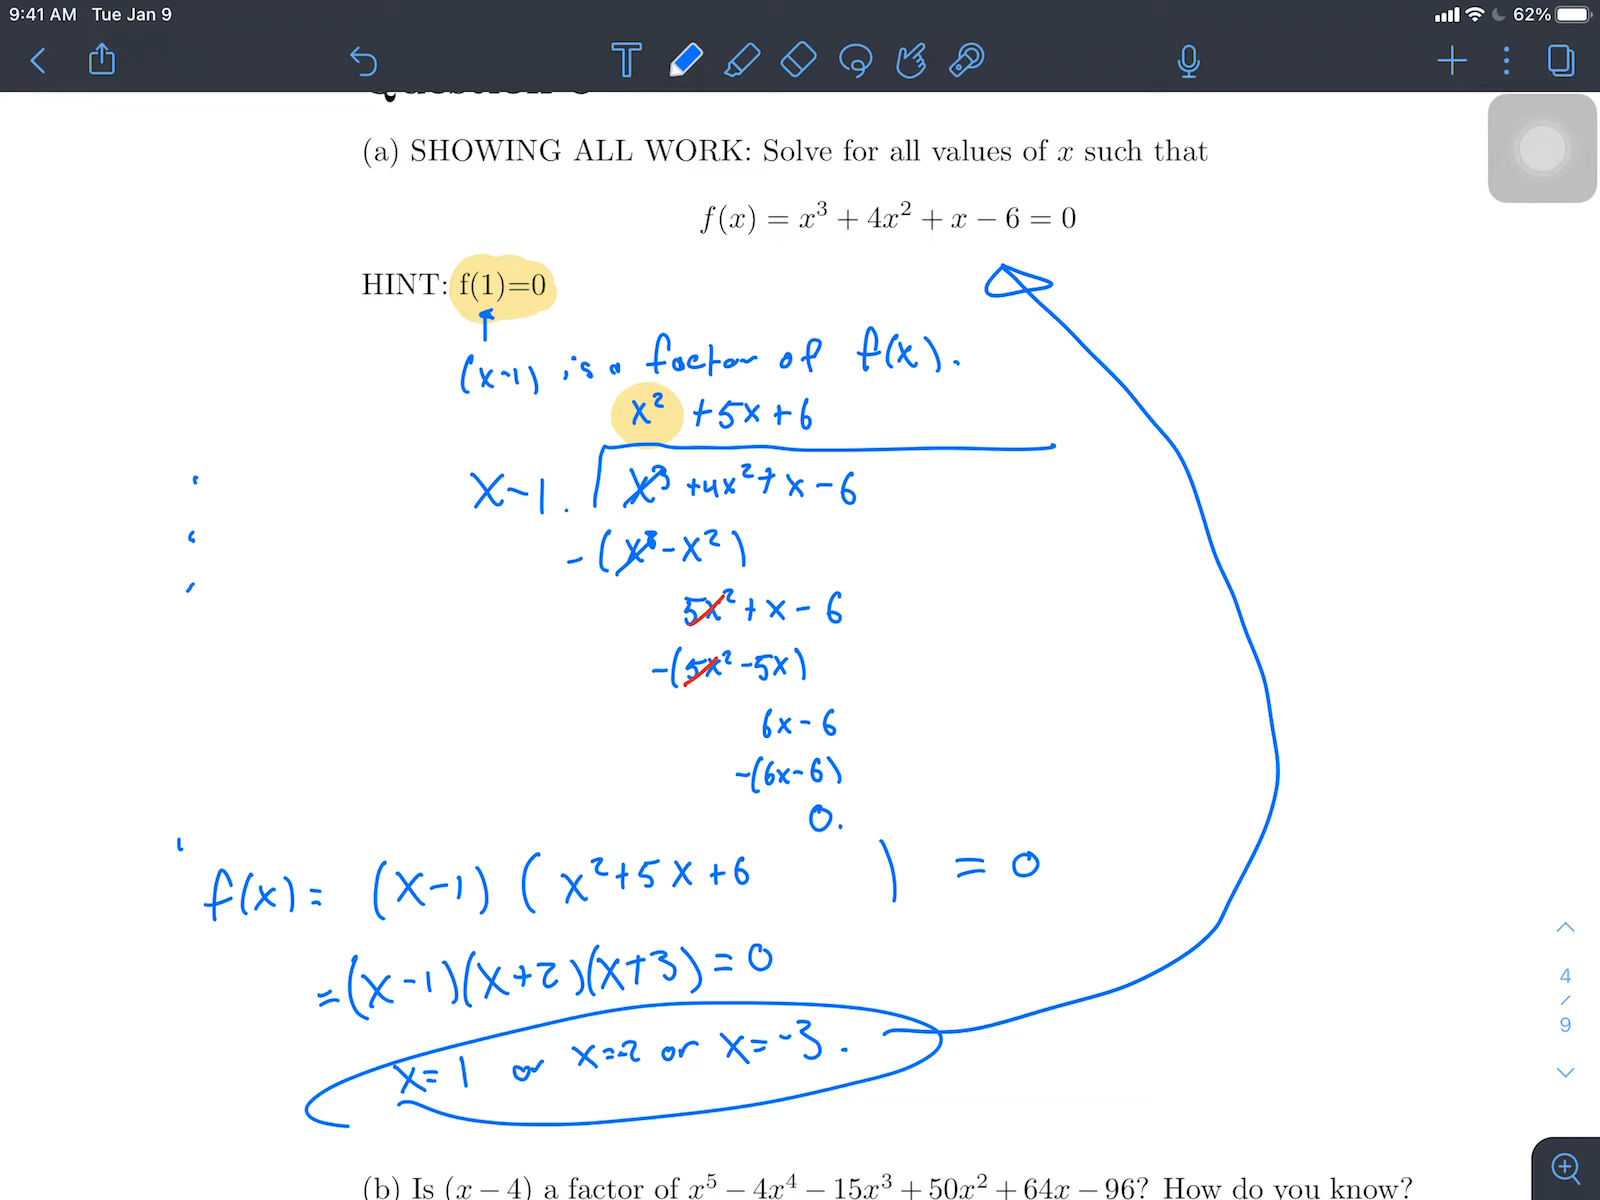 9:41 AM Tue Jan 9
62%
(a) SHOWING ALL WORK: Solve for all values of x such that
f(x) = x³ + 4x² + x − 6 = 0
HINT: f(1)=0
(x-1) is a factor of f(x).
x² +5x+6
x-1. x³ +4x²+x-6
-(x³-x²)
5x²+x-6
-(5x²-5x)
6x-6
-(6x-6)
0.
f(x)= (x-1)(x²+5x+6) = 0
=(x-1)(x+2)(x+3)=0
x=1 or x=-2 or x=-3.
4
/
9
(b) Is (x − 4) a factor of x⁵ − 4x⁴ − 15x³ + 50x² + 64x − 96? How do you know?